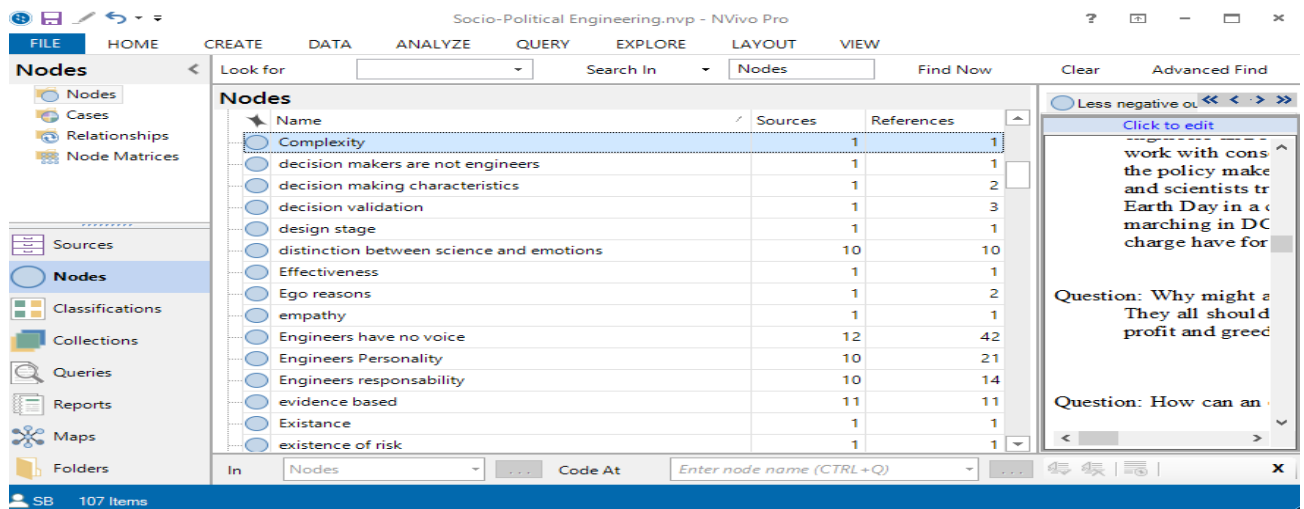 Socio-Political Engineering.nvp - NVivo Pro ?
FILE HOME CREATE DATA ANALYZE QUERY EXPLORE LAYOUT VIEW
Nodes < Look for Search In Nodes Find Now Clear Advanced Find
Nodes
Cases
Relationships
Node Matrices
Sources
Nodes
Classifications
Collections
Queries
Reports
Maps
Folders
Nodes
Name Sources References
Complexity 1 1
decision makers are not engineers 1 1
decision making characteristics 1 2
decision validation 1 3
design stage 1 1
distinction between science and emotions 10 10
Effectiveness 1 1
Ego reasons 1 2
empathy 1 1
Engineers have no voice 12 42
Engineers Personality 10 21
Engineers responsability 10 14
evidence based 11 11
Existance 1 1
existence of risk 1 1
In Nodes ... Code At Enter node name (CTRL+Q) ...
Less negative ou
Click to edit
work with cons
the policy make
and scientists tr
Earth Day in a
marching in DC
charge have for
Question: Why might a
They all should
profit and greed
Question: How can an
x
SB 107 Items